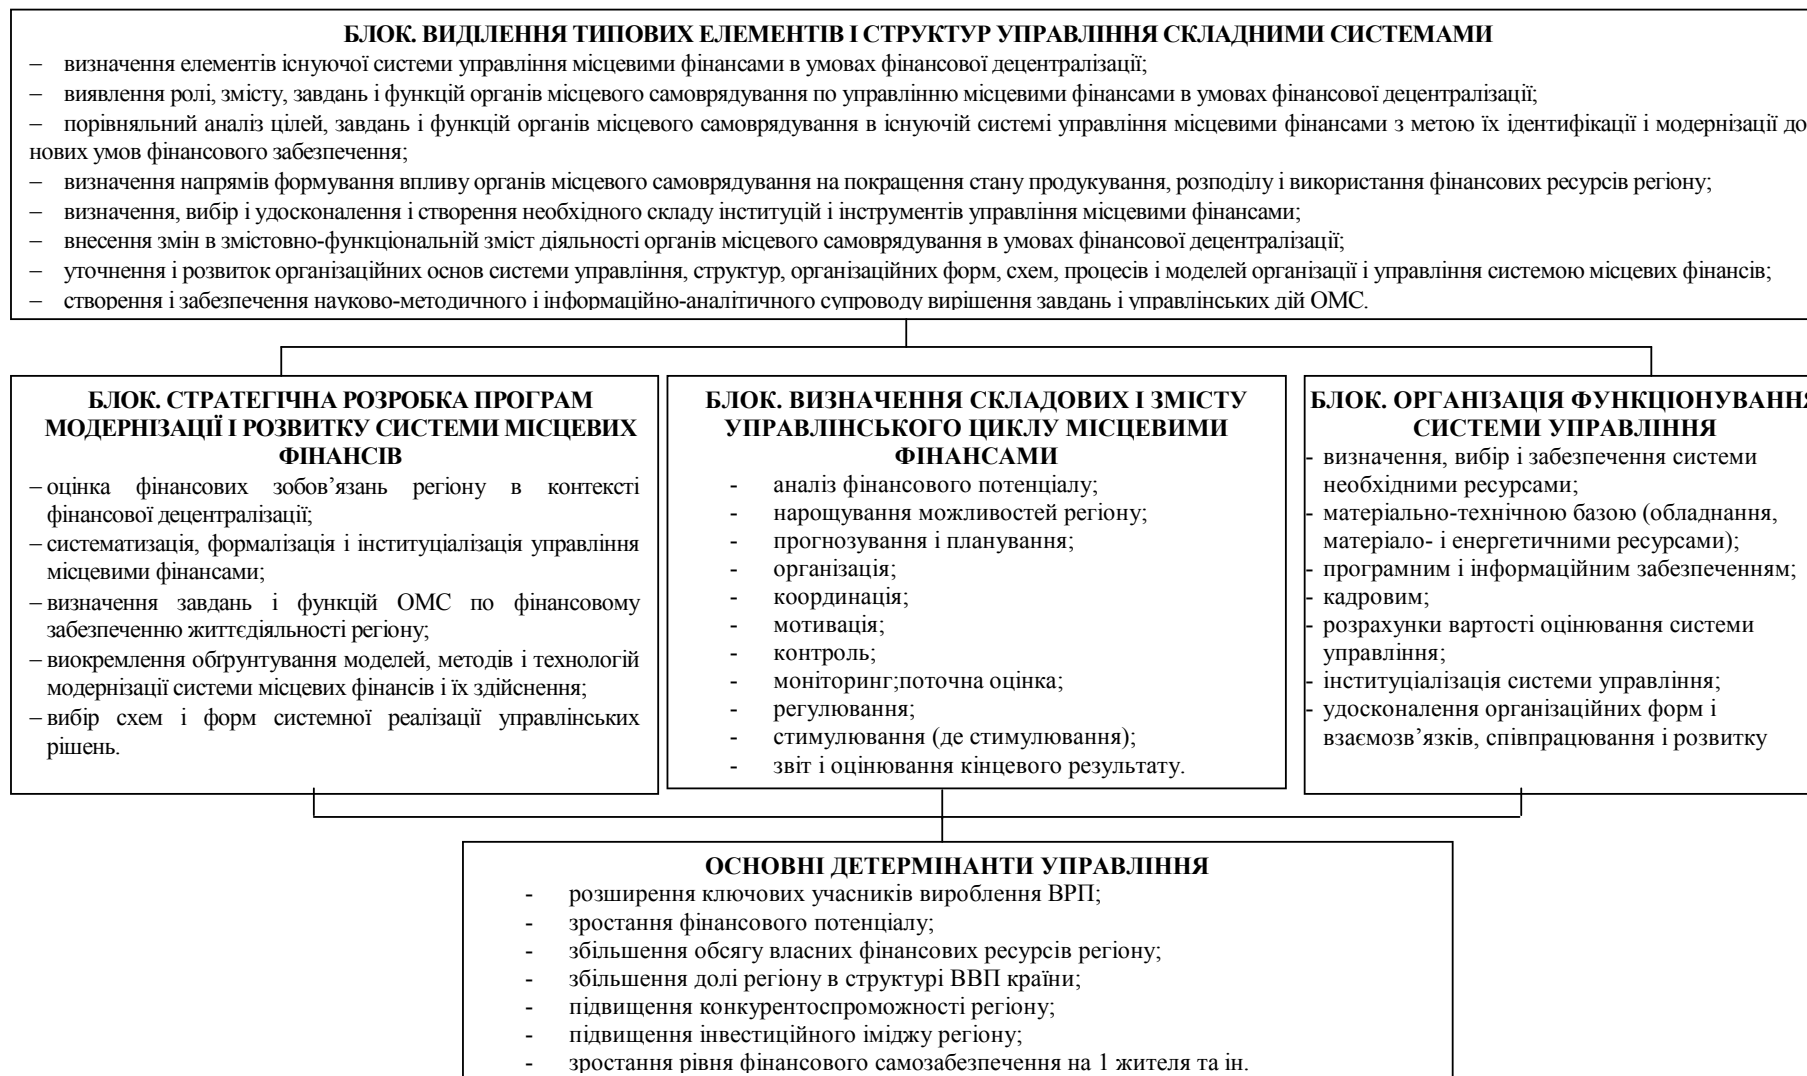 БЛОК. ВИДІЛЕННЯ ТИПОВИХ ЕЛЕМЕНТІВ І СТРУКТУР УПРАВЛІННЯ СКЛАДНИМИ СИСТЕМАМИ
– визначення елементів існуючої системи управління місцевими фінансами в умовах фінансової децентралізації;
– виявлення ролі, змісту, завдань і функцій органів місцевого самоврядування по управлінню місцевими фінансами в умовах фінансової децентралізації;
– порівняльний аналіз цілей, завдань і функцій органів місцевого самоврядування в існуючій системі управління місцевими фінансами з метою їх ідентифікації і модернізації до
нових умов фінансового забезпечення;
– визначення напрямів формування впливу органів місцевого самоврядування на покращення стану продукування, розподілу і використання фінансових ресурсів регіону;
– визначення, вибір і удосконалення і створення необхідного складу інституцій і інструментів управління місцевими фінансами;
– внесення змін в змістовно-функціональній зміст діяльності органів місцевого самоврядування в умовах фінансової децентралізації;
– уточнення і розвиток організаційних основ системи управління, структур, організаційних форм, схем, процесів і моделей організації і управління системою місцевих фінансів;
– створення і забезпечення науково-методичного і інформаційно-аналітичного супроводу вирішення завдань і управлінських дій ОМС.
БЛОК. СТРАТЕГІЧНА РОЗРОБКА ПРОГРАМ
МОДЕРНІЗАЦІЇ І РОЗВИТКУ СИСТЕМИ МІСЦЕВИХ
ФІНАНСІВ
– оцінка фінансових зобов’язань регіону в контексті
фінансової децентралізації;
– систематизація, формалізація і інституціалізація управління
місцевими фінансами;
– визначення завдань і функцій ОМС по фінансовому
забезпеченню життєдіяльності регіону;
– виокремлення обґрунтування моделей, методів і технологій
модернізації системи місцевих фінансів і їх здійснення;
– вибір схем і форм системної реалізації управлінських
рішень.
БЛОК. ВИЗНАЧЕННЯ СКЛАДОВИХ І ЗМІСТУ
УПРАВЛІНСЬКОГО ЦИКЛУ МІСЦЕВИМИ
ФІНАНСАМИ
- аналіз фінансового потенціалу;
- нарощування можливостей регіону;
- прогнозування і планування;
- організація;
- координація;
- мотивація;
- контроль;
- моніторинг;поточна оцінка;
- регулювання;
- стимулювання (де стимулювання);
- звіт і оцінювання кінцевого результату.
БЛОК. ОРГАНІЗАЦІЯ ФУНКЦІОНУВАННЯ
СИСТЕМИ УПРАВЛІННЯ
- визначення, вибір і забезпечення системи
необхідними ресурсами;
- матеріально-технічною базою (обладнання,
матеріало- і енергетичними ресурсами);
- програмним і інформаційним забезпеченням;
- кадровим;
- розрахунки вартості оцінювання системи
управління;
- інституціалізація системи управління;
- удосконалення організаційних форм і
взаємозв’язків, співпрацювання і розвитку
ОСНОВНІ ДЕТЕРМІНАНТИ УПРАВЛІННЯ
- розширення ключових учасників вироблення ВРП;
- зростання фінансового потенціалу;
- збільшення обсягу власних фінансових ресурсів регіону;
- збільшення долі регіону в структурі ВВП країни;
- підвищення конкурентоспроможності регіону;
- підвищення інвестиційного іміджу регіону;
- зростання рівня фінансового самозабезпечення на 1 жителя та ін.